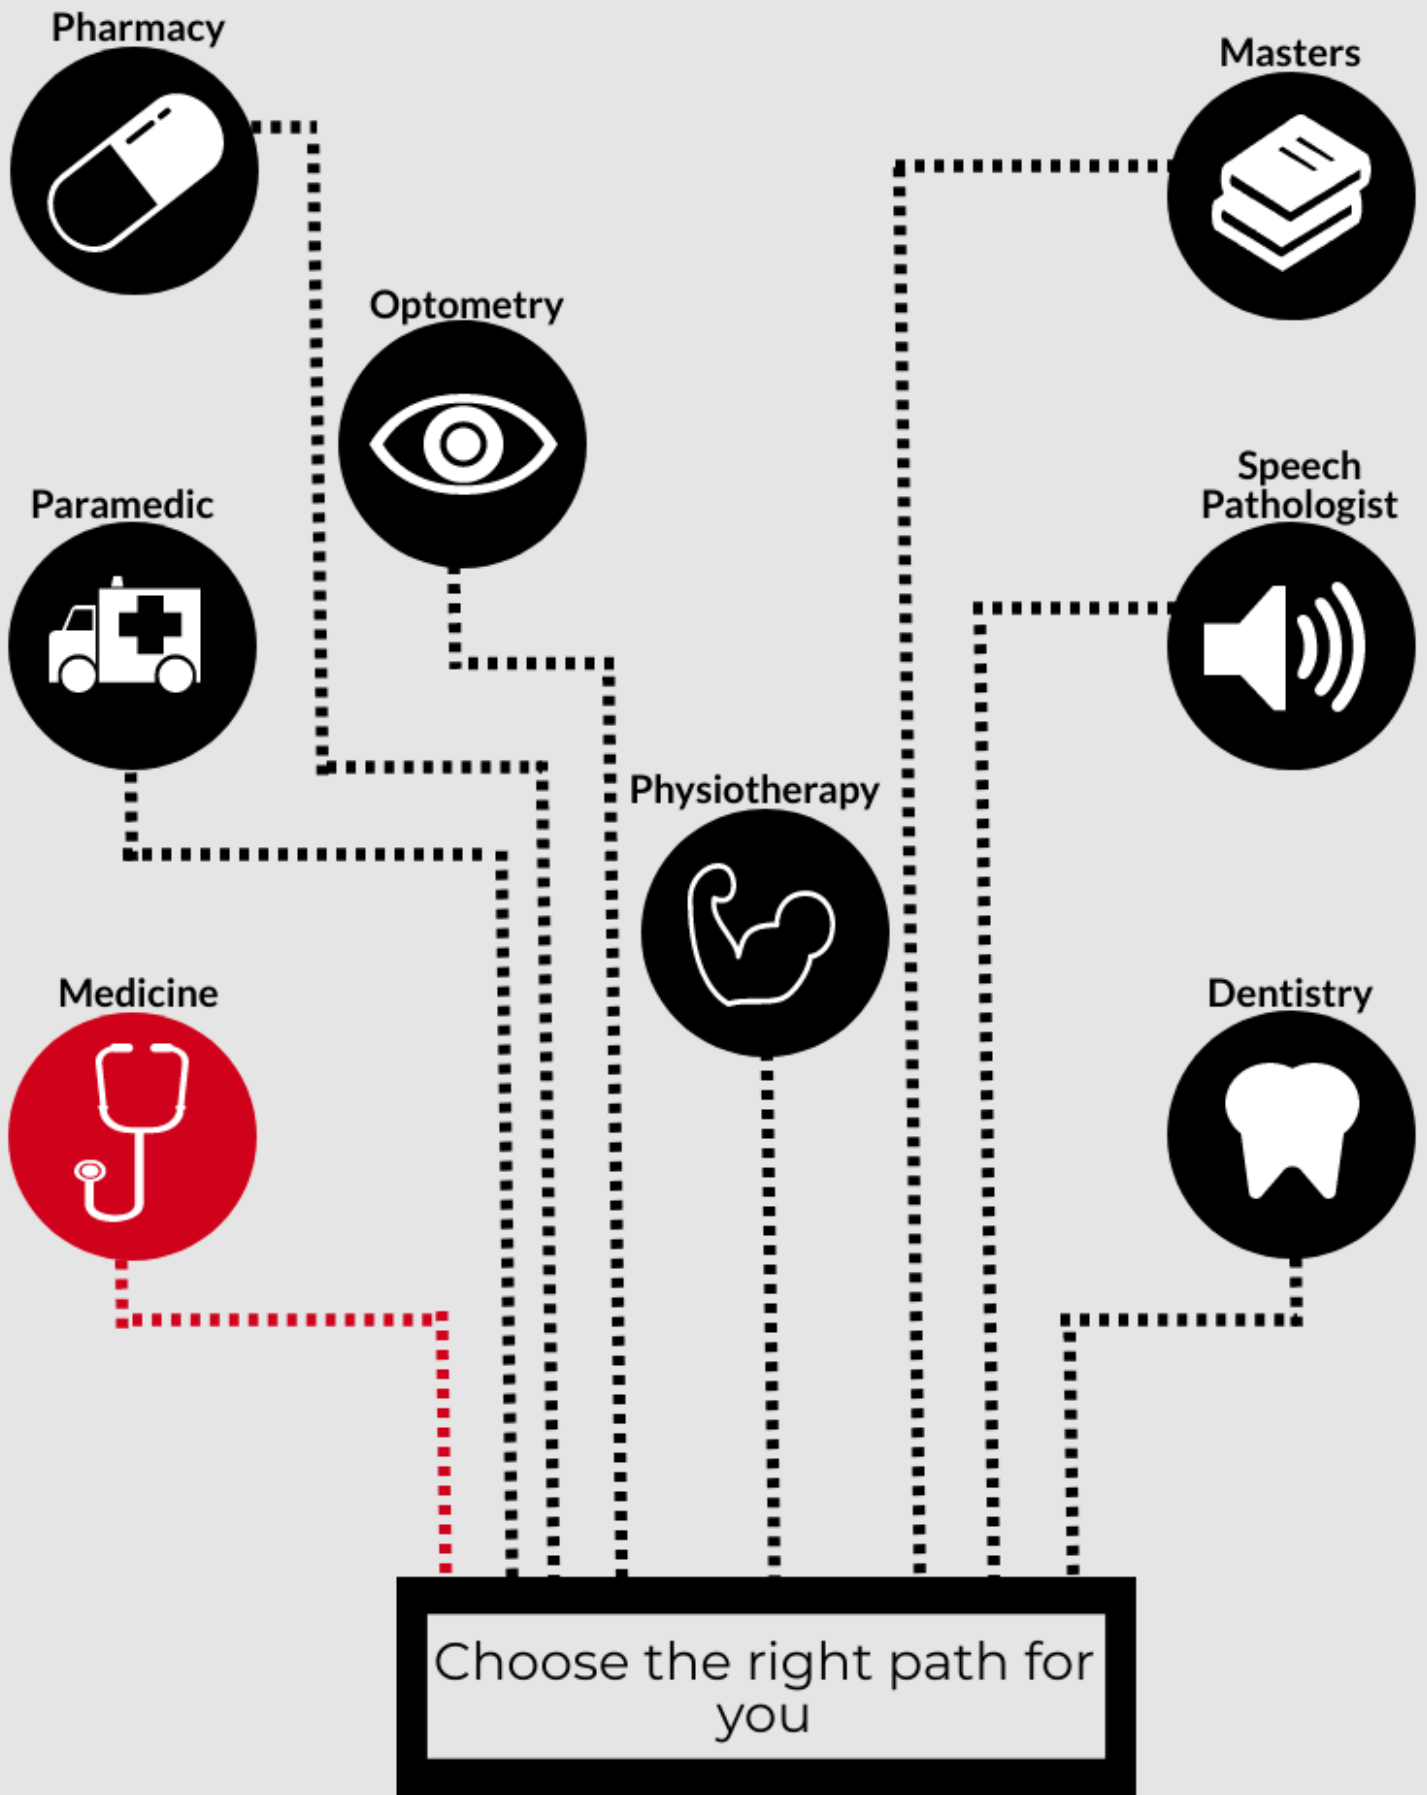 Pharmacy
Masters
Optometry
Speech
Pathologist
Paramedic
Physiotherapy
Medicine
Dentistry
Choose the right path for
you